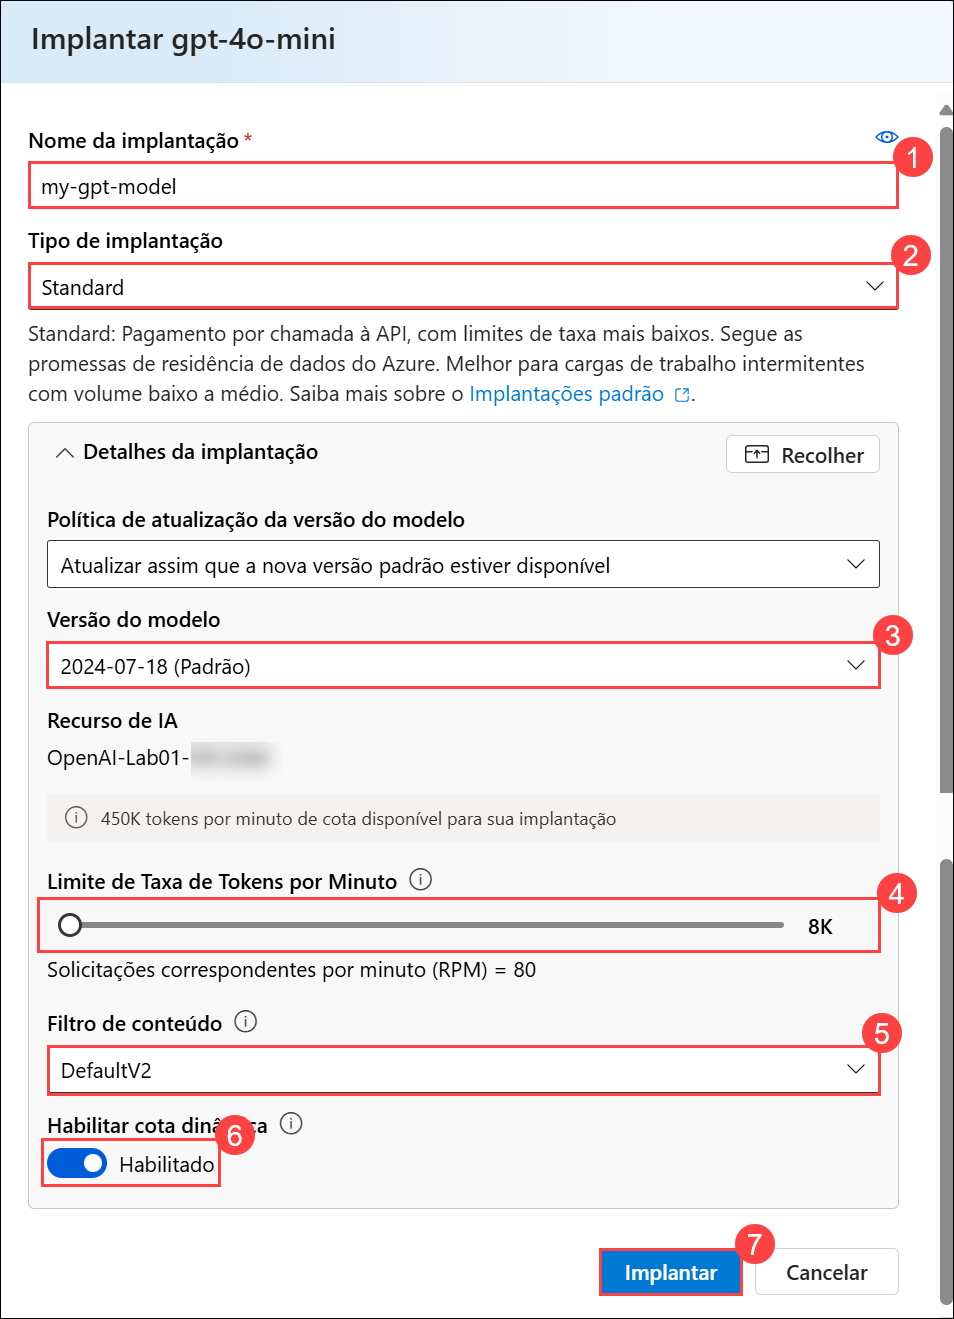 Implantar gpt-4o-mini
Nome da implantação *
1
my-gpt-model
Tipo de implantação
2
Standard
Standard: Pagamento por chamada à API, com limites de taxa mais baixos. Segue as
promessas de residência de dados do Azure. Melhor para cargas de trabalho intermitentes
com volume baixo a médio. Saiba mais sobre o Implantações padrão.
Detalhes da implantação
Recolher
Política de atualização da versão do modelo
Atualizar assim que a nova versão padrão estiver disponível
Versão do modelo
3
2024-07-18 (Padrão)
Recurso de IA
OpenAI-Lab01-
450K tokens por minuto de cota disponível para sua implantação
Limite de Taxa de Tokens por Minuto
4
8K
Solicitações correspondentes por minuto (RPM) = 80
Filtro de conteúdo
5
DefaultV2
Habilitar cota
6
Habilitado
7
Implantar
Cancelar